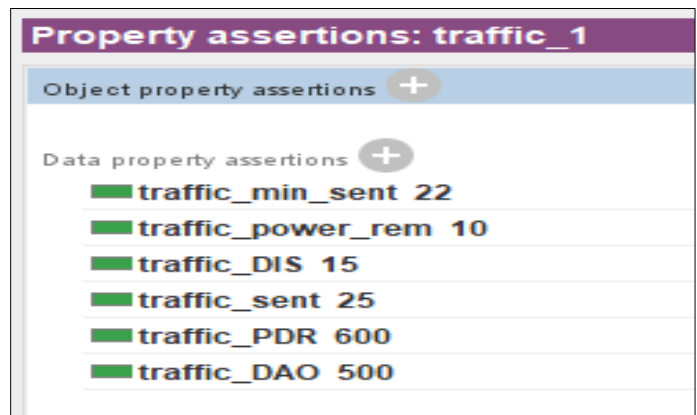 Property assertions: traffic_1
Object property assertions
Data property assertions
traffic_min_sent 22
traffic_power_rem 10
traffic_DIS 15
traffic_sent 25
traffic_PDR 600
traffic_DAO 500